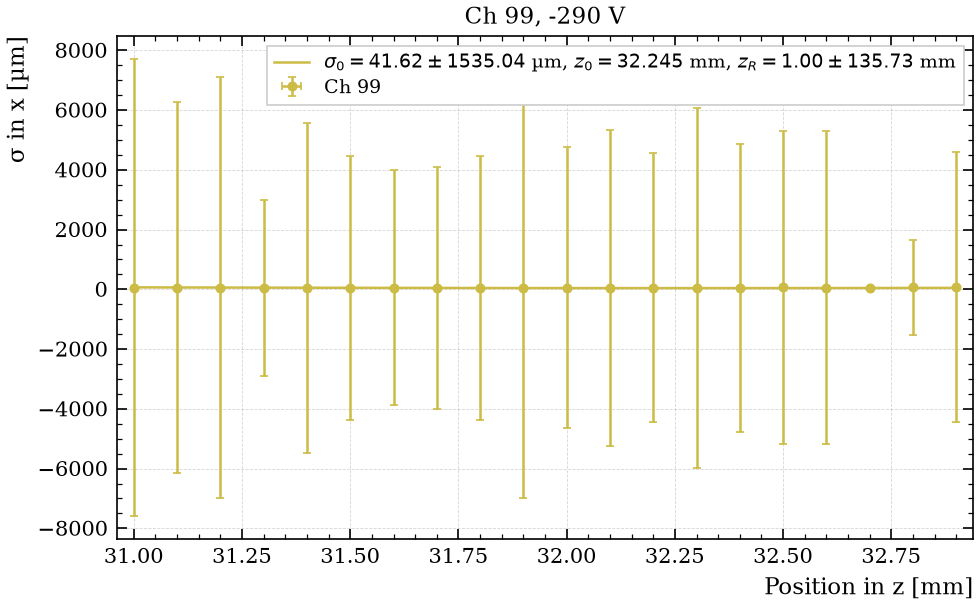 Ch 99, -290 V
σ in x [µm]
8000
6000
4000
2000
0
−2000
−4000
−6000
−8000
σ₀ = 41.62 ± 1535.04 µm, z₀ = 32.245 mm, z_R = 1.00 ± 135.73 mm
Ch 99
31.00 31.25 31.50 31.75 32.00 32.25 32.50 32.75
Position in z [mm]